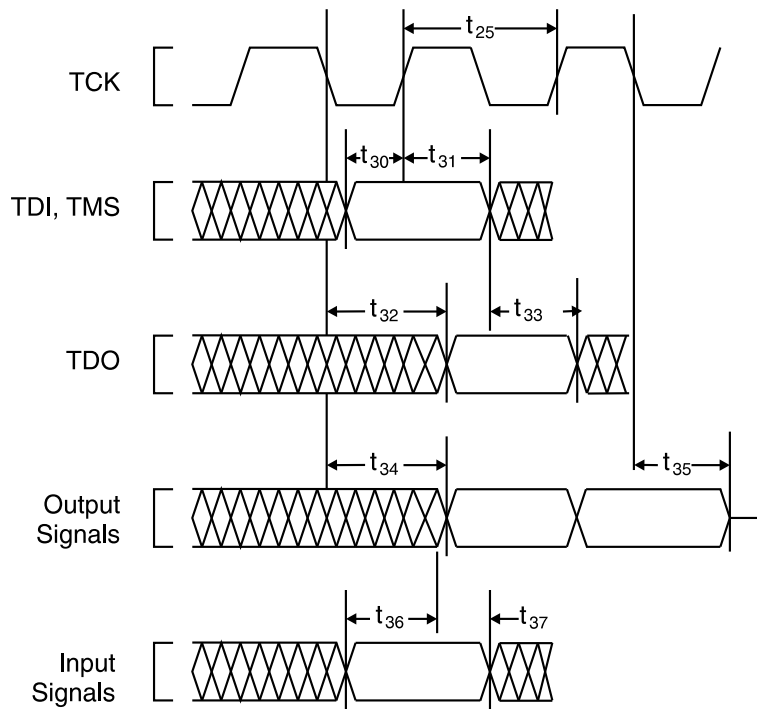 t25
TCK
t30 t31
TDI, TMS
t32 t33
TDO
t34 t35
Output
Signals
t36 t37
Input
Signals